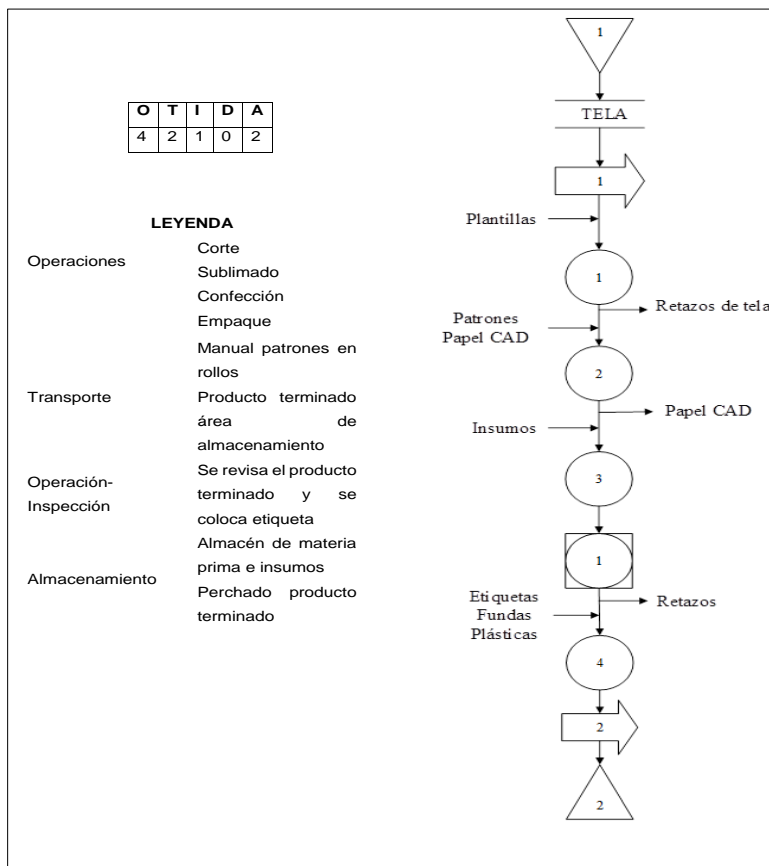 O T I D A
4 2 1 0 2
LEYENDA
Operaciones
Corte
Sublimado
Confección
Empaque
Transporte
Manual patrones en
rollos
Producto terminado
área de
almacenamiento
Operación-
Inspección
Se revisa el producto
terminado y se
coloca etiqueta
Almacenamiento
Almacén de materia
prima e insumos
Perchado producto
terminado
1
TELA
1
Plantillas
1
Retazos de tela
Patrones
Papel CAD
2
Papel CAD
Insumos
3
1
Retazos
Etiquetas
Fundas
Plásticas
4
2
2